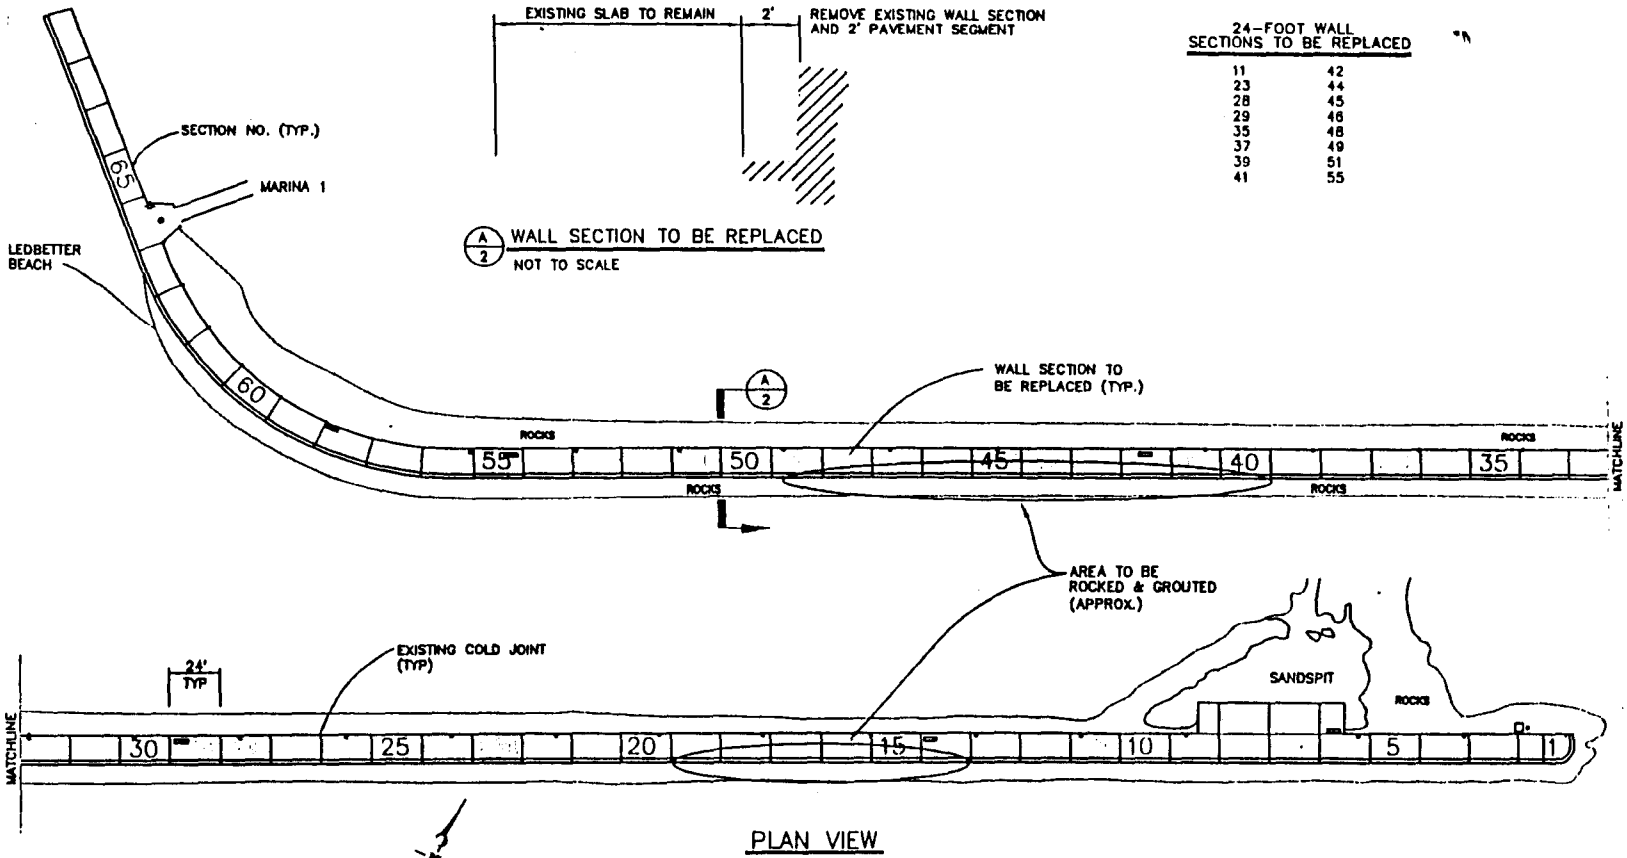 EXISTING SLAB TO REMAIN
2'
REMOVE EXISTING WALL SECTION
AND 2' PAVEMENT SEGMENT
24-FOOT WALL
SECTIONS TO BE REPLACED
11 42
23 44
28 45
29 46
35 48
37 49
39 51
41 55
SECTION NO. (TYP.)
65
MARINA 1
LEDBETTER
BEACH
A
2
WALL SECTION TO BE REPLACED
NOT TO SCALE
60
A
2
WALL SECTION TO
BE REPLACED (TYP.)
ROCKS
ROCKS
MATCHLINE
55
50
45
40
35
ROCKS
ROCKS
AREA TO BE
ROCKED & GROUTED
(APPROX.)
EXISTING COLD JOINT
(TYP)
24'
TYP
SANDSPIT
ROCKS
MATCHLINE
30
25
20
15
10
5
1
PLAN VIEW